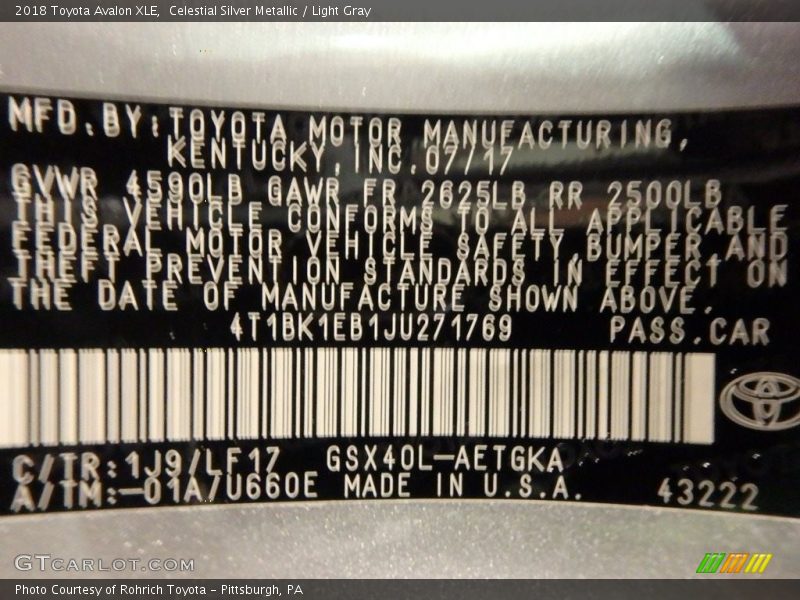 2018 Toyota Avalon XLE,  Celestial Silver Metallic / Light Gray
MFD.BY:TOYOTA MOTOR MANUFACTURING,
KENTUCKY,INC.07/17
GVWR 4590LB GAWR FR 2625LB RR 2500LB
THIS VEHICLE CONFORMS TO ALL APPLICABLE
FEDERAL MOTOR VEHICLE SAFETY,BUMPER AND
THEFT PREVENTION STANDARDS IN EFFECT ON
THE DATE OF MANUFACTURE SHOWN ABOVE.
4T1BK1EB1JU271769 PASS.CAR
C/TR:1J9/LF17 GSX40L-AETGKA
A/TM:-01A/U660E MADE IN U.S.A. 43222
GTCARLOT.COM
Photo Courtesy of Rohrich Toyota - Pittsburgh, PA